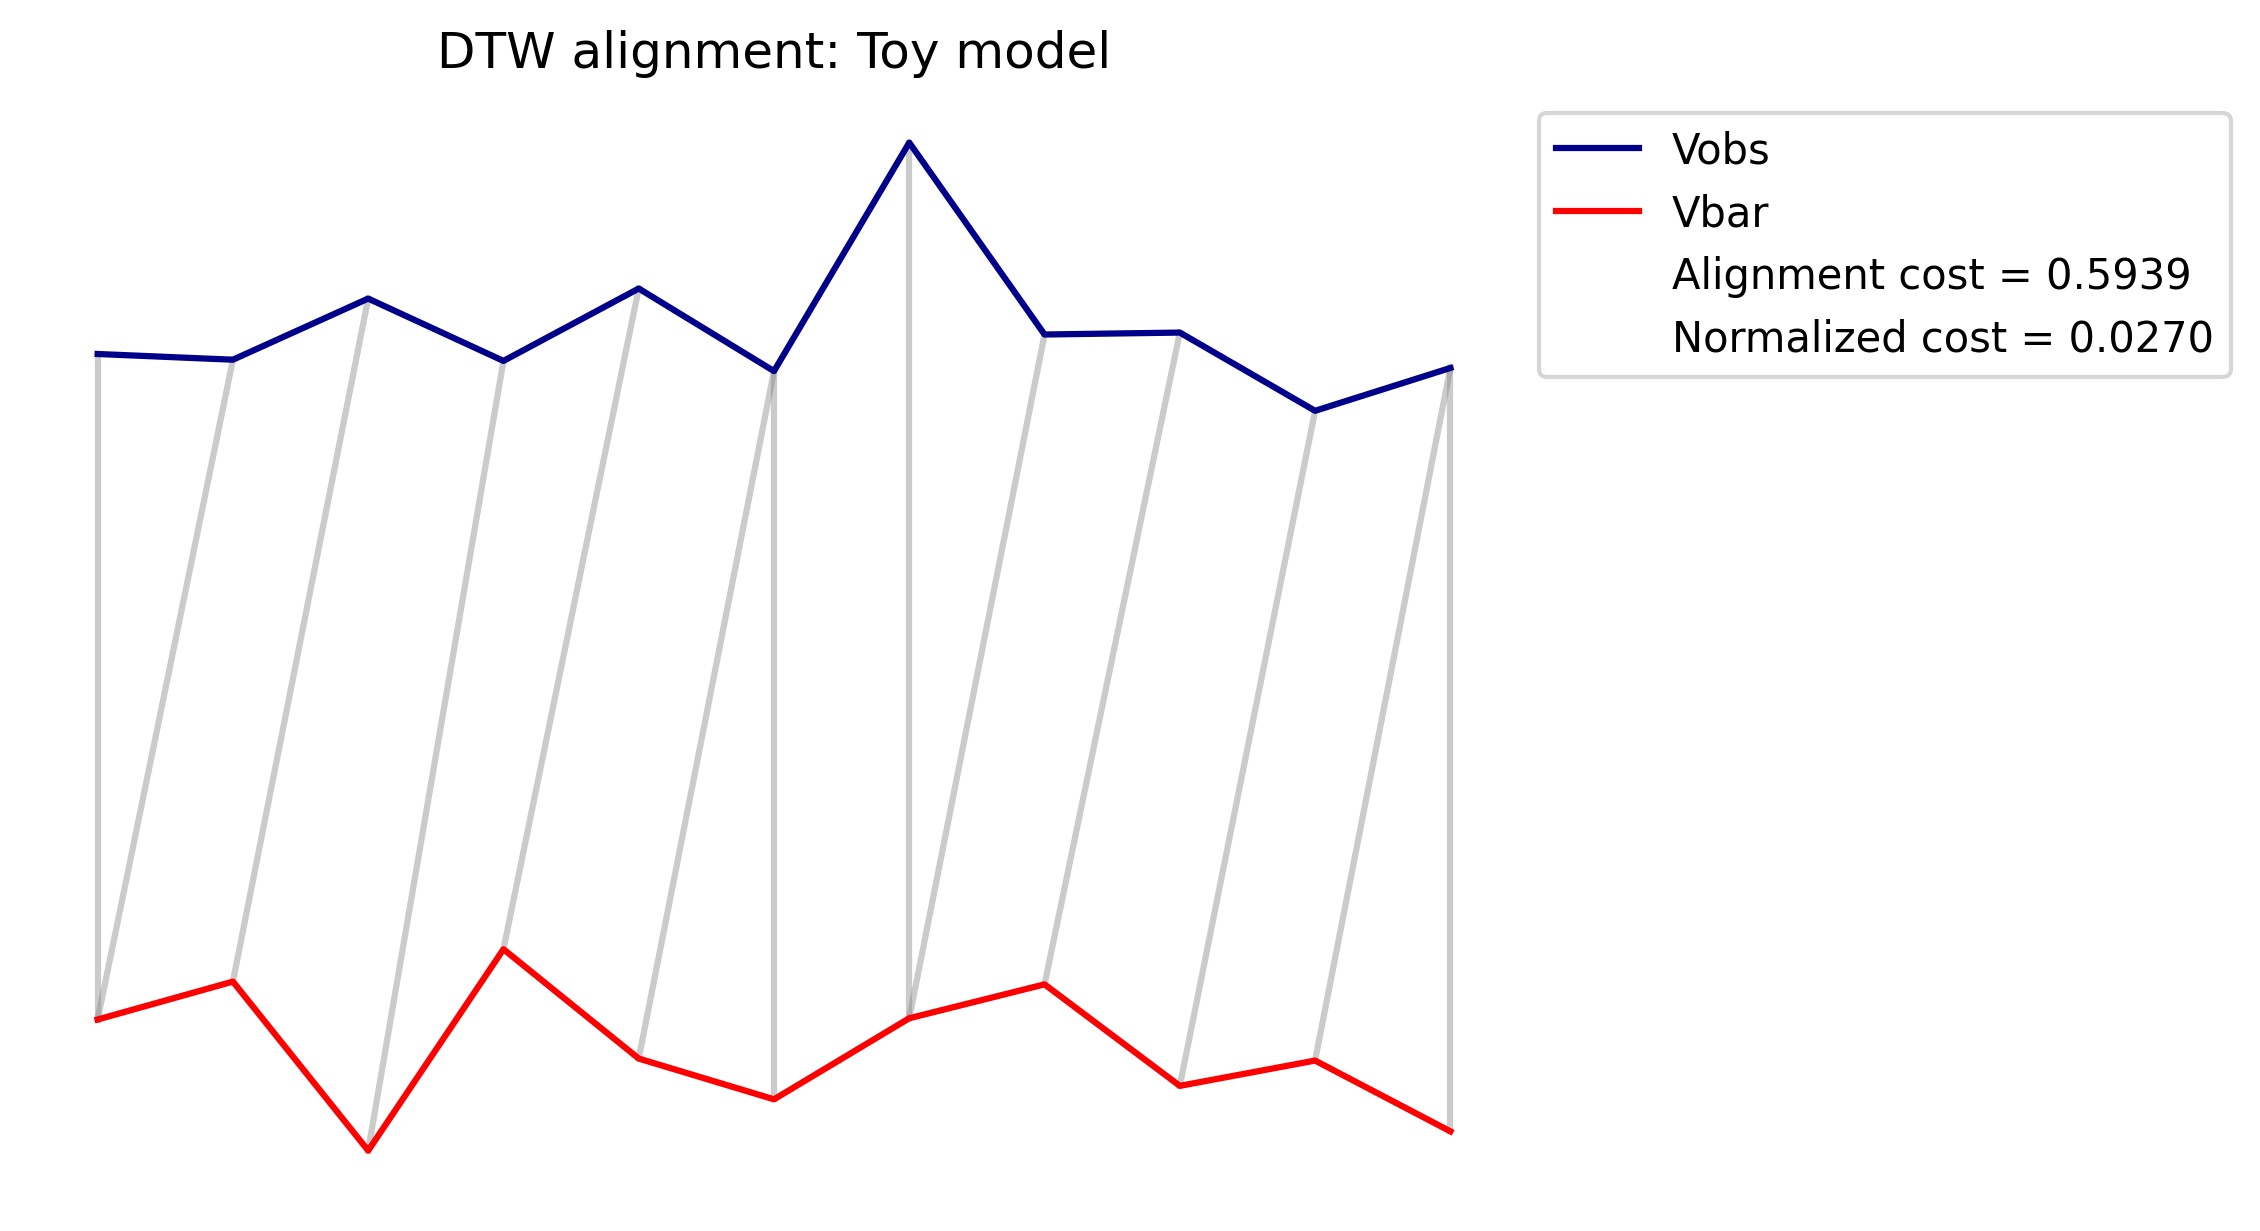 DTW alignment: Toy model
Vobs
Vbar
Alignment cost = 0.5939
Normalized cost = 0.0270